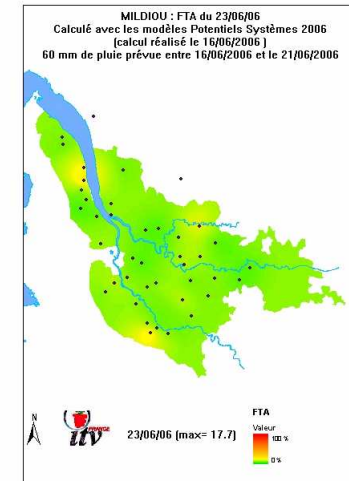 MILDIOU : FTA du 23/06/06
Calculé avec les modèles Potentiels Systèmes 2006
(calcul réalisé le 16/06/2006 )
60 mm de pluie prévue entre 16/06/2006 et le 21/06/2006
N
itv FRANCE
23/06/06 (max= 17.7)
FTA
Valeur
100 %
0 %